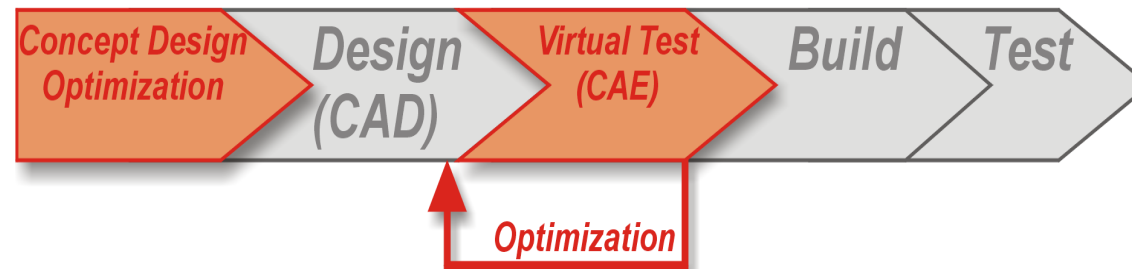 Concept Design
Optimization
Design
(CAD)
Virtual Test
(CAE)
Build
Test
Optimization